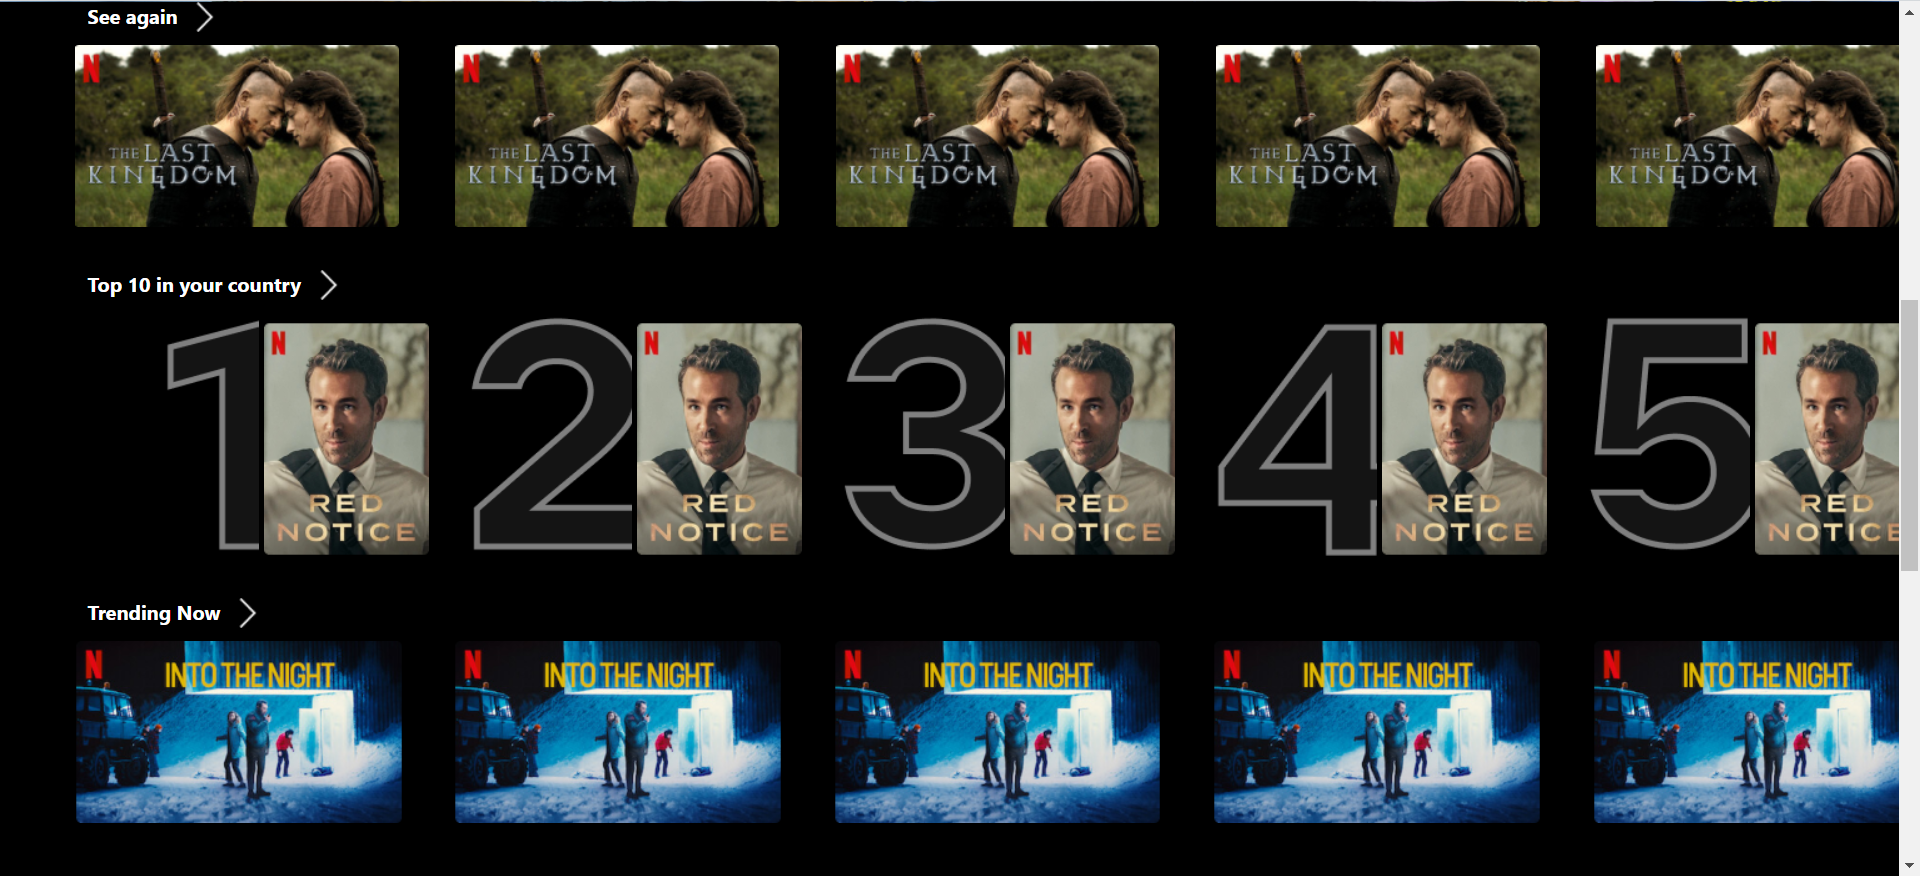 See again
N
THE LAST
KINGDOM
N
THE LAST
KINGDOM
N
THE LAST
KINGDOM
N
THE LAST
KINGDOM
N
THE LAST
KINGDOM
Top 10 in your country
1
N
RED
NOTICE
2
N
RED
NOTICE
3
N
RED
NOTICE
4
N
RED
NOTICE
5
N
RED
NOTICE
Trending Now
N
INTO THE NIGHT
N
INTO THE NIGHT
N
INTO THE NIGHT
N
INTO THE NIGHT
N
INTO THE NIGHT